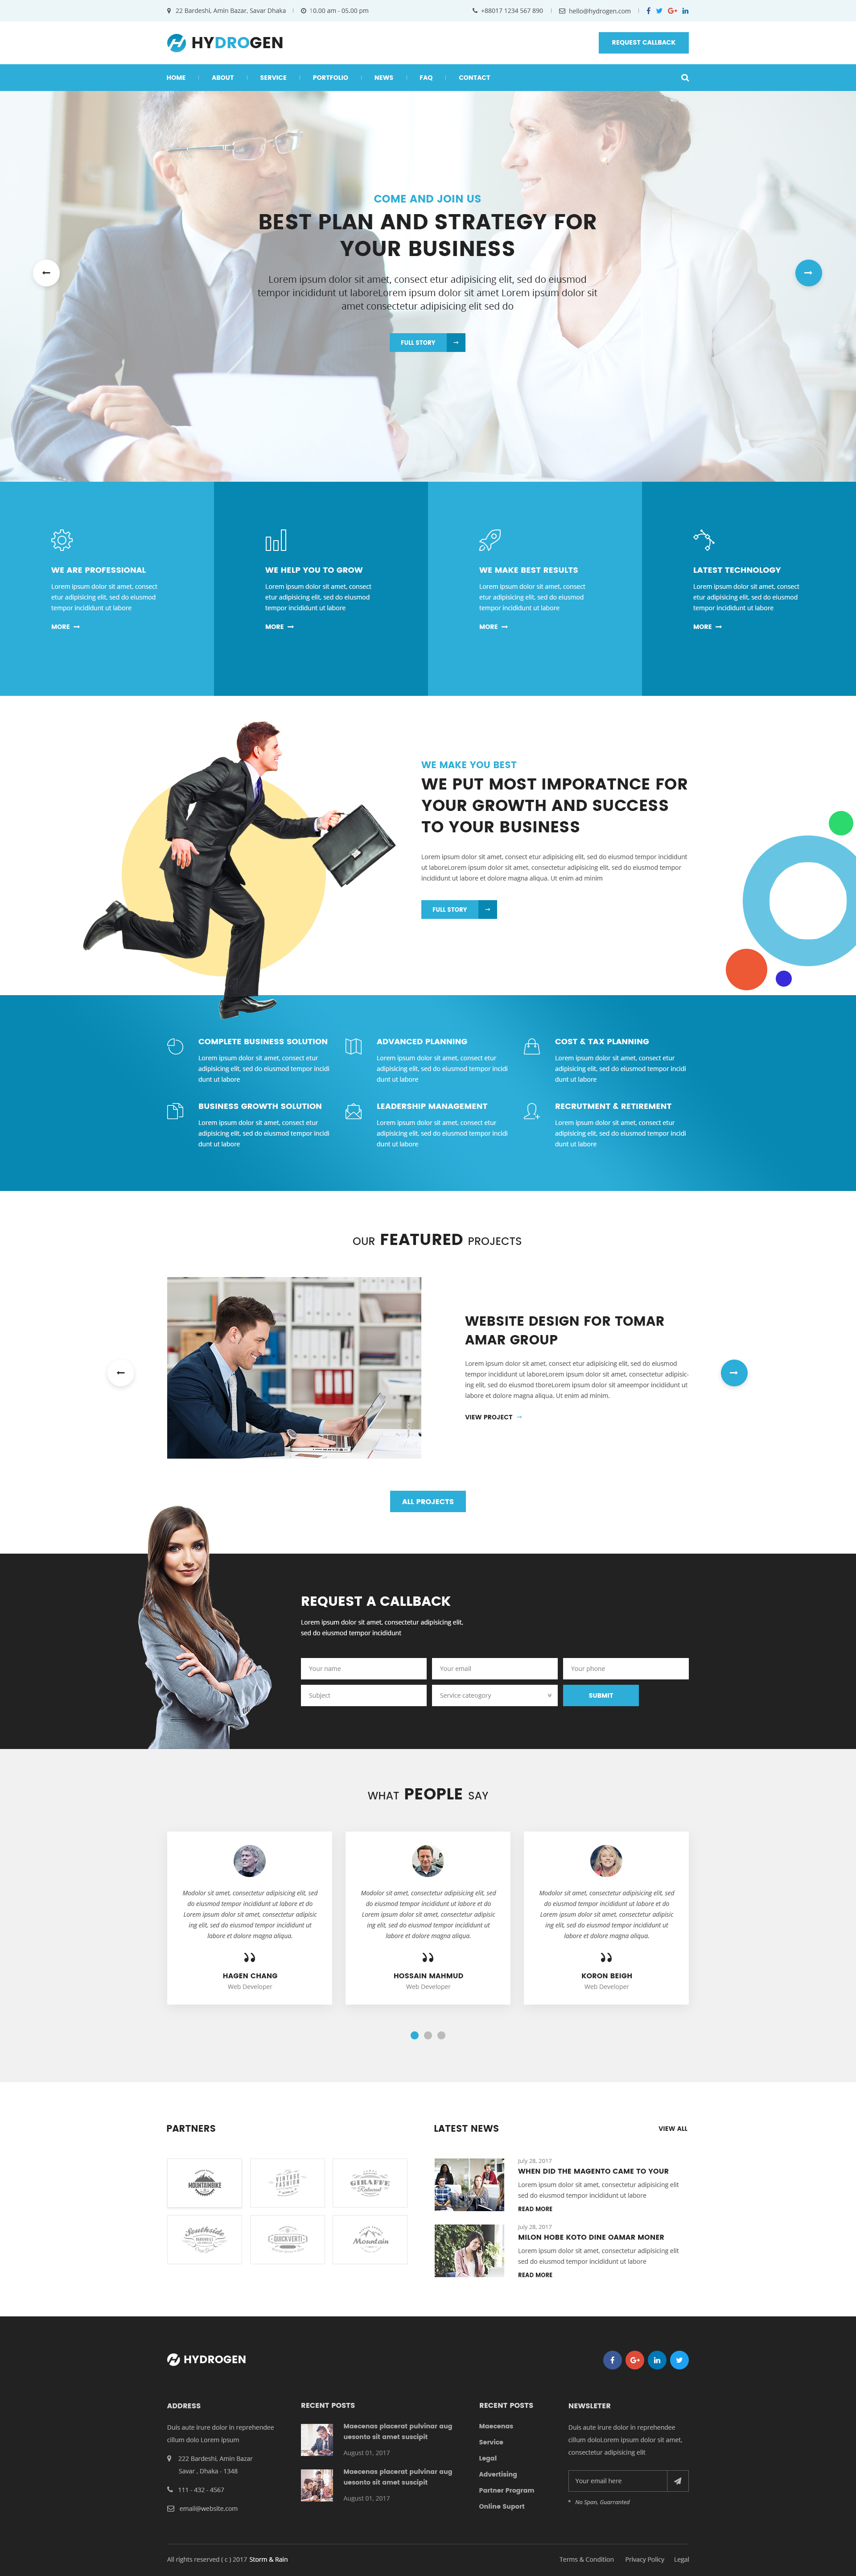 22 Bardeshi, Amin Bazar, Savar Dhaka
10.00 am - 05.00 pm
+88017 1234 567 890
hello@hydrogen.com
HYDROGEN
REQUEST CALLBACK
HOME ABOUT SERVICE PORTFOLIO NEWS FAQ CONTACT
COME AND JOIN US
BEST PLAN AND STRATEGY FOR
YOUR BUSINESS
Lorem ipsum dolor sit amet, consect etur adipisicing elit, sed do eiusmod
tempor incididunt ut laboreLorem ipsum dolor sit amet Lorem ipsum dolor sit
amet consectetur adipisicing elit sed do
FULL STORY
WE ARE PROFESSIONAL
Lorem ipsum dolor sit amet, consect
etur adipisicing elit, sed do eiusmod
tempor incididunt ut labore
MORE
WE HELP YOU TO GROW
Lorem ipsum dolor sit amet, consect
etur adipisicing elit, sed do eiusmod
tempor incididunt ut labore
MORE
WE MAKE BEST RESULTS
Lorem ipsum dolor sit amet, consect
etur adipisicing elit, sed do eiusmod
tempor incididunt ut labore
MORE
LATEST TECHNOLOGY
Lorem ipsum dolor sit amet, consect
etur adipisicing elit, sed do eiusmod
tempor incididunt ut labore
MORE
WE MAKE YOU BEST
WE PUT MOST IMPORATNCE FOR
YOUR GROWTH AND SUCCESS
TO YOUR BUSINESS
Lorem ipsum dolor sit amet, consect etur adipisicing elit, sed do eiusmod tempor incididunt
ut laboreLorem ipsum dolor sit amet, consectetur adipisicing elit, sed do eiusmod tempor
incididunt ut labore et dolore magna aliqua. Ut enim ad minim
FULL STORY
COMPLETE BUSINESS SOLUTION
Lorem ipsum dolor sit amet, consect etur
adipisicing elit, sed do eiusmod tempor incidi
dunt ut labore
ADVANCED PLANNING
Lorem ipsum dolor sit amet, consect etur
adipisicing elit, sed do eiusmod tempor incidi
dunt ut labore
COST & TAX PLANNING
Lorem ipsum dolor sit amet, consect etur
adipisicing elit, sed do eiusmod tempor incidi
dunt ut labore
BUSINESS GROWTH SOLUTION
Lorem ipsum dolor sit amet, consect etur
adipisicing elit, sed do eiusmod tempor incidi
dunt ut labore
LEADERSHIP MANAGEMENT
Lorem ipsum dolor sit amet, consect etur
adipisicing elit, sed do eiusmod tempor incidi
dunt ut labore
RECRUTMENT & RETIREMENT
Lorem ipsum dolor sit amet, consect etur
adipisicing elit, sed do eiusmod tempor incidi
dunt ut labore
OUR FEATURED PROJECTS
WEBSITE DESIGN FOR TOMAR
AMAR GROUP
Lorem ipsum dolor sit amet, consect etur adipisicing elit, sed do eiusmod
tempor incididunt ut laboreLorem ipsum dolor sit amet, consectetur adipisic-
ing elit, sed do eiusmod tboreLorem ipsum dolor sit ameempor incididunt ut
labore et dolore magna aliqua. Ut enim ad minim.
VIEW PROJECT
ALL PROJECTS
REQUEST A CALLBACK
Lorem ipsum dolor sit amet, consectetur adipisicing elit,
sed do eiusmod tempor incididunt
Your name
Your email
Your phone
Subject
Service cateogory
SUBMIT
WHAT PEOPLE SAY
Modolor sit amet, consectetur adipisicing elit, sed
do eiusmod tempor incididunt ut labore et do
Lorem ipsum dolor sit amet, consectetur adipisic
ing elit, sed do eiusmod tempor incididunt ut
labore et dolore magna aliqua.
HAGEN CHANG
Web Developer
Modolor sit amet, consectetur adipisicing elit, sed
do eiusmod tempor incididunt ut labore et do
Lorem ipsum dolor sit amet, consectetur adipisic
ing elit, sed do eiusmod tempor incididunt ut
labore et dolore magna aliqua.
HOSSAIN MAHMUD
Web Developer
Modolor sit amet, consectetur adipisicing elit, sed
do eiusmod tempor incididunt ut labore et do
Lorem ipsum dolor sit amet, consectetur adipisic
ing elit, sed do eiusmod tempor incididunt ut
labore et dolore magna aliqua.
KORON BEIGH
Web Developer
PARTNERS
MOUNTAINBIKE
VINTAGE
FASHION
GIRAFFE
Restaurant
Southside
QUICKVERTI
Mountain
LATEST NEWS
VIEW ALL
July 28, 2017
WHEN DID THE MAGENTO CAME TO YOUR
Lorem ipsum dolor sit amet, consectetur adipisicing elit
sed do eiusmod tempor incididunt ut labore
READ MORE
July 28, 2017
MILON HOBE KOTO DINE OAMAR MONER
Lorem ipsum dolor sit amet, consectetur adipisicing elit
sed do eiusmod tempor incididunt ut labore
READ MORE
HYDROGEN
ADDRESS
Duis aute irure dolor in reprehendee
cillum dolo Lorem ipsum
222 Bardeshi, Amin Bazar
Savar , Dhaka - 1348
111 - 432 - 4567
email@website.com
RECENT POSTS
Maecenas placerat pulvinar aug
uesonto sit amet suscipit
August 01, 2017
Maecenas placerat pulvinar aug
uesonto sit amet suscipit
August 01, 2017
RECENT POSTS
Maecenas
Service
Legal
Advertising
Partner Program
Online Suport
NEWSLETER
Duis aute irure dolor in reprehendee
cillum doloLorem ipsum dolor sit amet,
consectetur adipisicing elit
Your email here
* No Spam, Guarranted
All rights reserved ( c ) 2017 Storm & Rain
Terms & Condition Privacy Policy Legal